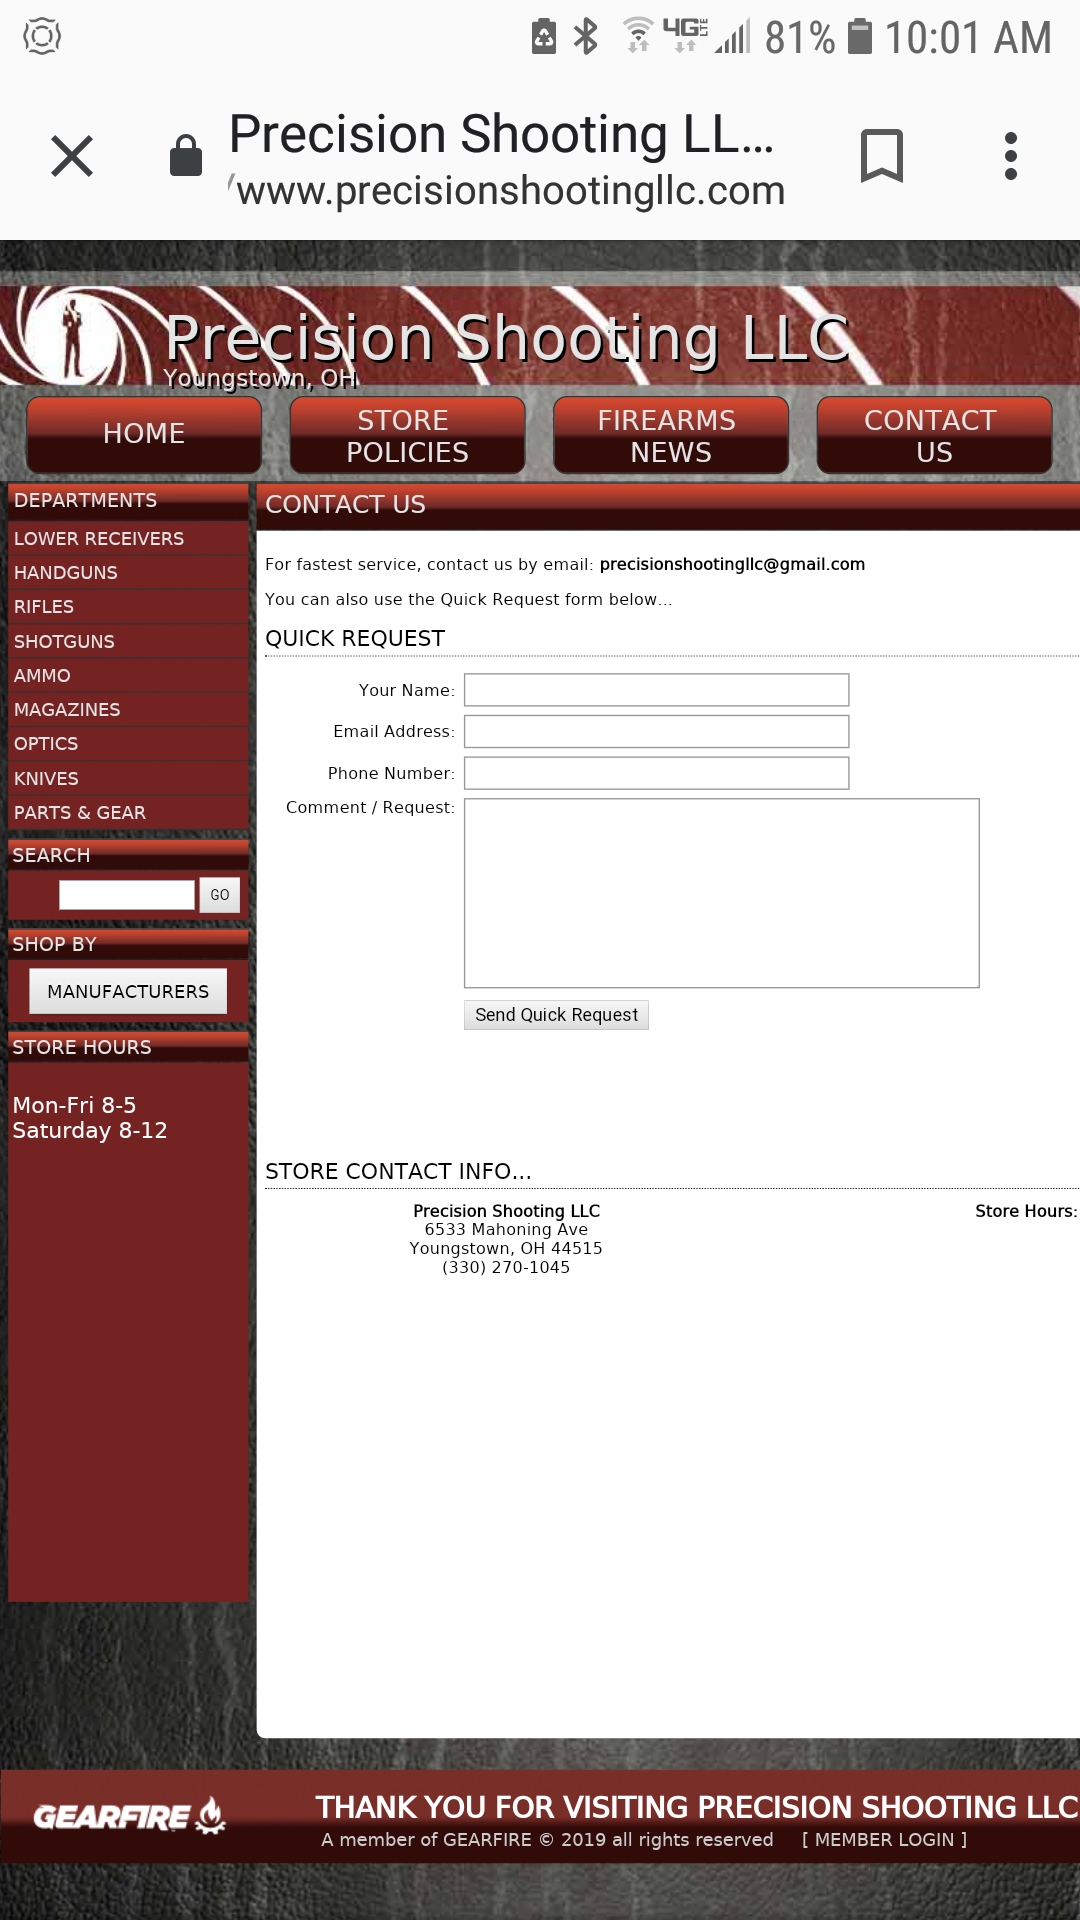 4G LTE 81% 10:01 AM
Precision Shooting LL...
/www.precisionshootingllc.com
Precision Shooting LLC
Youngstown, OH
HOME
STORE POLICIES
FIREARMS NEWS
CONTACT US
DEPARTMENTS
LOWER RECEIVERS
HANDGUNS
RIFLES
SHOTGUNS
AMMO
MAGAZINES
OPTICS
KNIVES
PARTS & GEAR
SEARCH
GO
SHOP BY
MANUFACTURERS
STORE HOURS
Mon-Fri 8-5
Saturday 8-12
CONTACT US
For fastest service, contact us by email: precisionshootingllc@gmail.com
You can also use the Quick Request form below...
QUICK REQUEST
Your Name:
Email Address:
Phone Number:
Comment / Request:
Send Quick Request
STORE CONTACT INFO...
Precision Shooting LLC
6533 Mahoning Ave
Youngstown, OH 44515
(330) 270-1045
Store Hours:
GEARFIRE
THANK YOU FOR VISITING PRECISION SHOOTING LLC
A member of GEARFIRE © 2019 all rights reserved [ MEMBER LOGIN ]